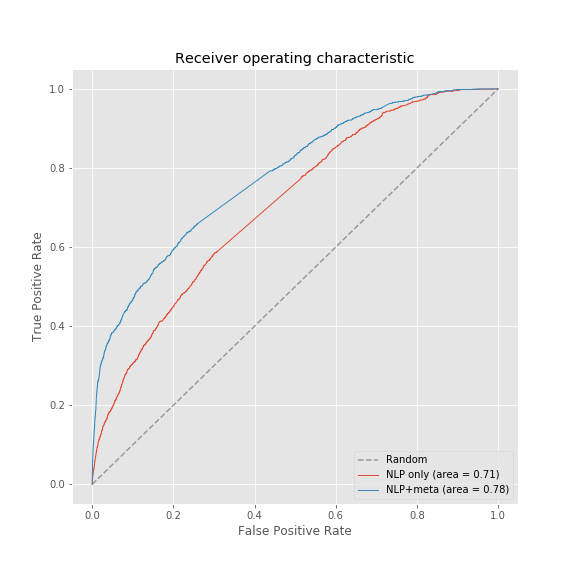 Receiver operating characteristic
True Positive Rate
1.0
0.8
0.6
0.4
0.2
0.0
Random
NLP only (area = 0.71)
NLP+meta (area = 0.78)
0.0 0.2 0.4 0.6 0.8 1.0
False Positive Rate